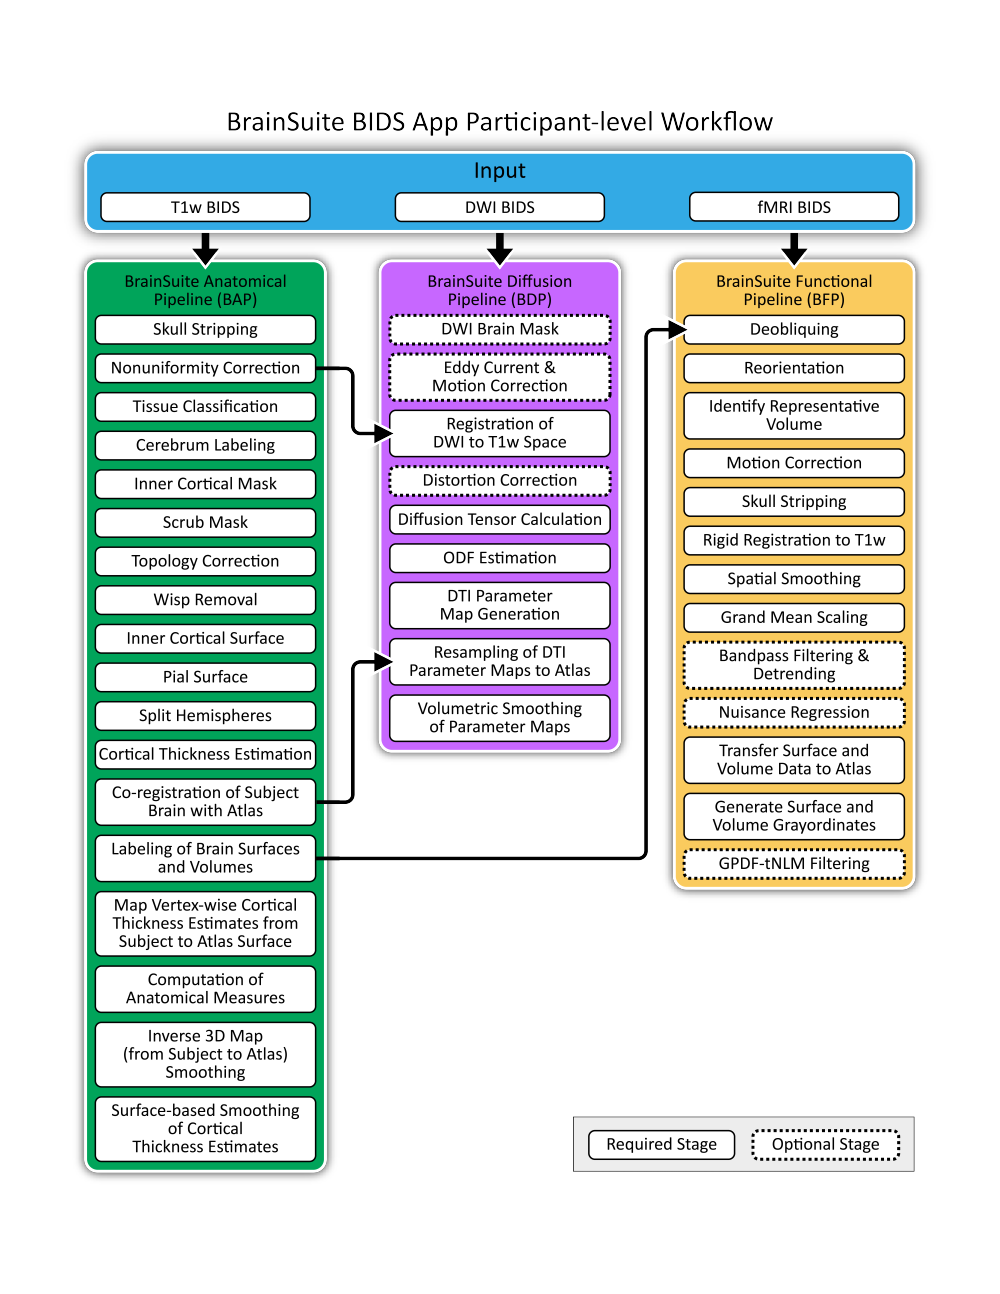 BrainSuite BIDS App Participant-level Workflow
Input
T1w BIDS
DWI BIDS
fMRI BIDS
BrainSuite Anatomical
Pipeline (BAP)
Skull Stripping
Nonuniformity Correction
Tissue Classification
Cerebrum Labeling
Inner Cortical Mask
Scrub Mask
Topology Correction
Wisp Removal
Inner Cortical Surface
Pial Surface
Split Hemispheres
Cortical Thickness Estimation
Co-registration of Subject
Brain with Atlas
Labeling of Brain Surfaces
and Volumes
Map Vertex-wise Cortical
Thickness Estimates from
Subject to Atlas Surface
Computation of
Anatomical Measures
Inverse 3D Map
(from Subject to Atlas)
Smoothing
Surface-based Smoothing
of Cortical
Thickness Estimates
BrainSuite Diffusion
Pipeline (BDP)
DWI Brain Mask
Eddy Current &
Motion Correction
Registration of
DWI to T1w Space
Distortion Correction
Diffusion Tensor Calculation
ODF Estimation
DTI Parameter
Map Generation
Resampling of DTI
Parameter Maps to Atlas
Volumetric Smoothing
of Parameter Maps
BrainSuite Functional
Pipeline (BFP)
Deobliquing
Reorientation
Identify Representative
Volume
Motion Correction
Skull Stripping
Rigid Registration to T1w
Spatial Smoothing
Grand Mean Scaling
Bandpass Filtering &
Detrending
Nuisance Regression
Transfer Surface and
Volume Data to Atlas
Generate Surface and
Volume Grayordinates
GPDF-tNLM Filtering
Required Stage
Optional Stage